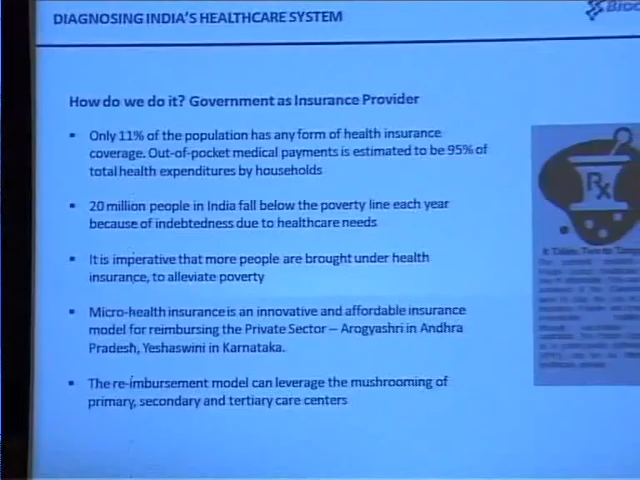 DIAGNOSING INDIA'S HEALTHCARE SYSTEM
How do we do it? Government as Insurance Provider
▪ Only 11% of the population has any form of health insurance
coverage. Out-of-pocket medical payments is estimated to be 95% of
total health expenditures by households
▪ 20 million people in India fall below the poverty line each year
because of indebtedness due to healthcare needs
▪ It is imperative that more people are brought under health
insurance, to alleviate poverty
▪ Micro-health insurance is an innovative and affordable insurance
model for reimbursing the Private Sector – Arogyashri in Andhra
Pradesh, Yeshaswini in Karnataka.
▪ The re-imbursement model can leverage the mushrooming of
primary, secondary and tertiary care centers
Rx
It Takes Two to